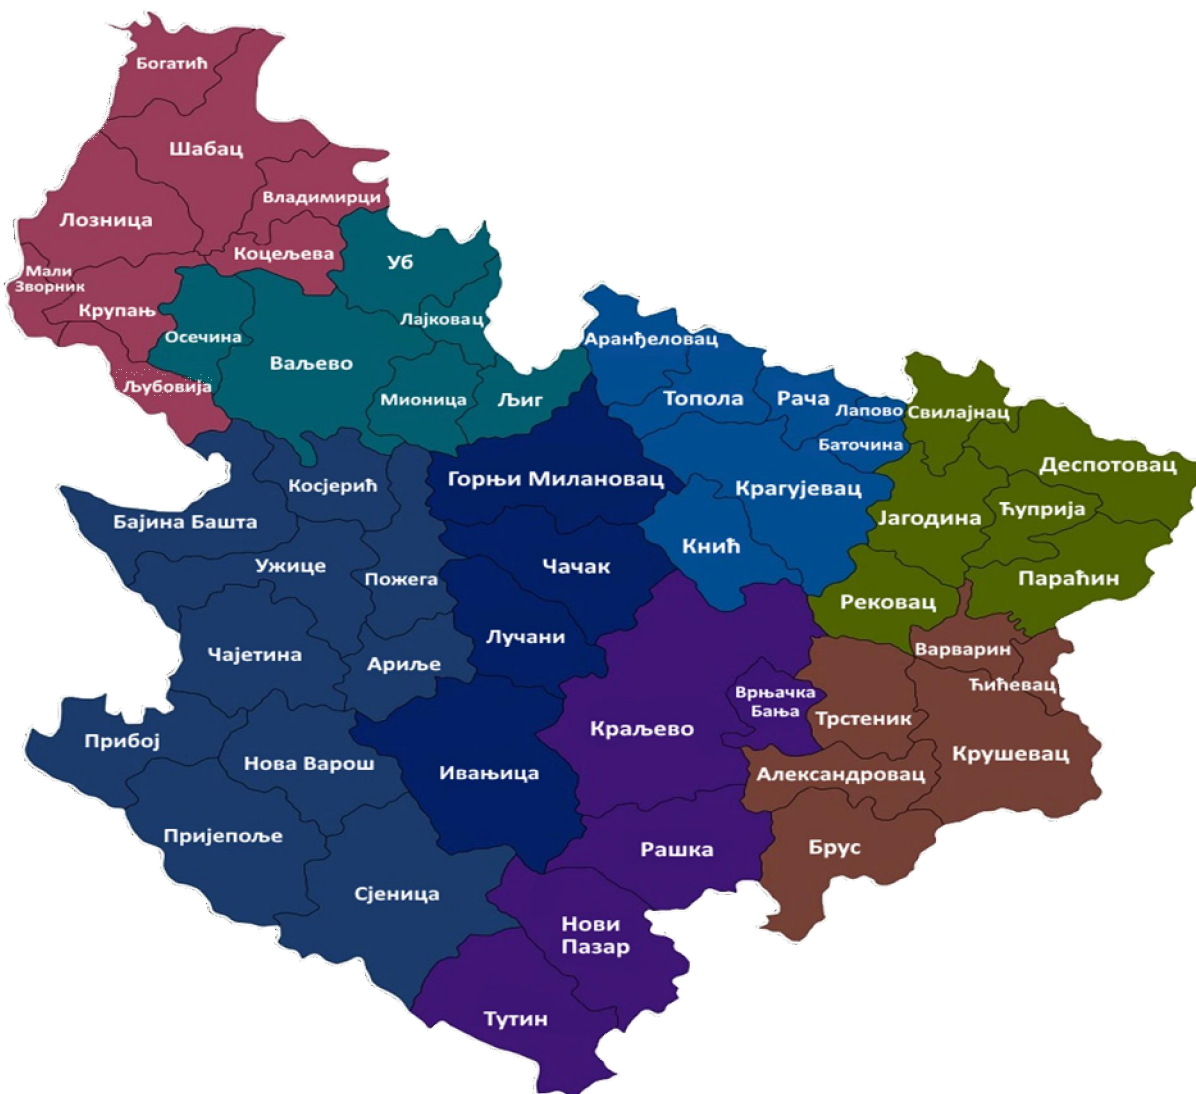 Богатић
Шабац
Владимирци
Лозница
Коцељева
Мали
Зворник
Крупањ
Љубовија
Уб
Лајковац
Осечина
Ваљево
Мионица
Љиг
Аранђеловац
Топола
Рача
Лапово
Баточина
Крагујевац
Кнић
Свилајнац
Деспотовац
Јагодина
Ћуприја
Параћин
Рековац
Горњи Милановац
Чачак
Лучани
Ивањица
Косјерић
Бајина Башта
Ужице
Пожега
Чајетина
Ариље
Прибој
Нова Варош
Пријепоље
Сјеница
Краљево
Врњачка
Бања
Рашка
Нови
Пазар
Тутин
Варварин
Ћићевац
Трстеник
Крушевац
Александровац
Брус